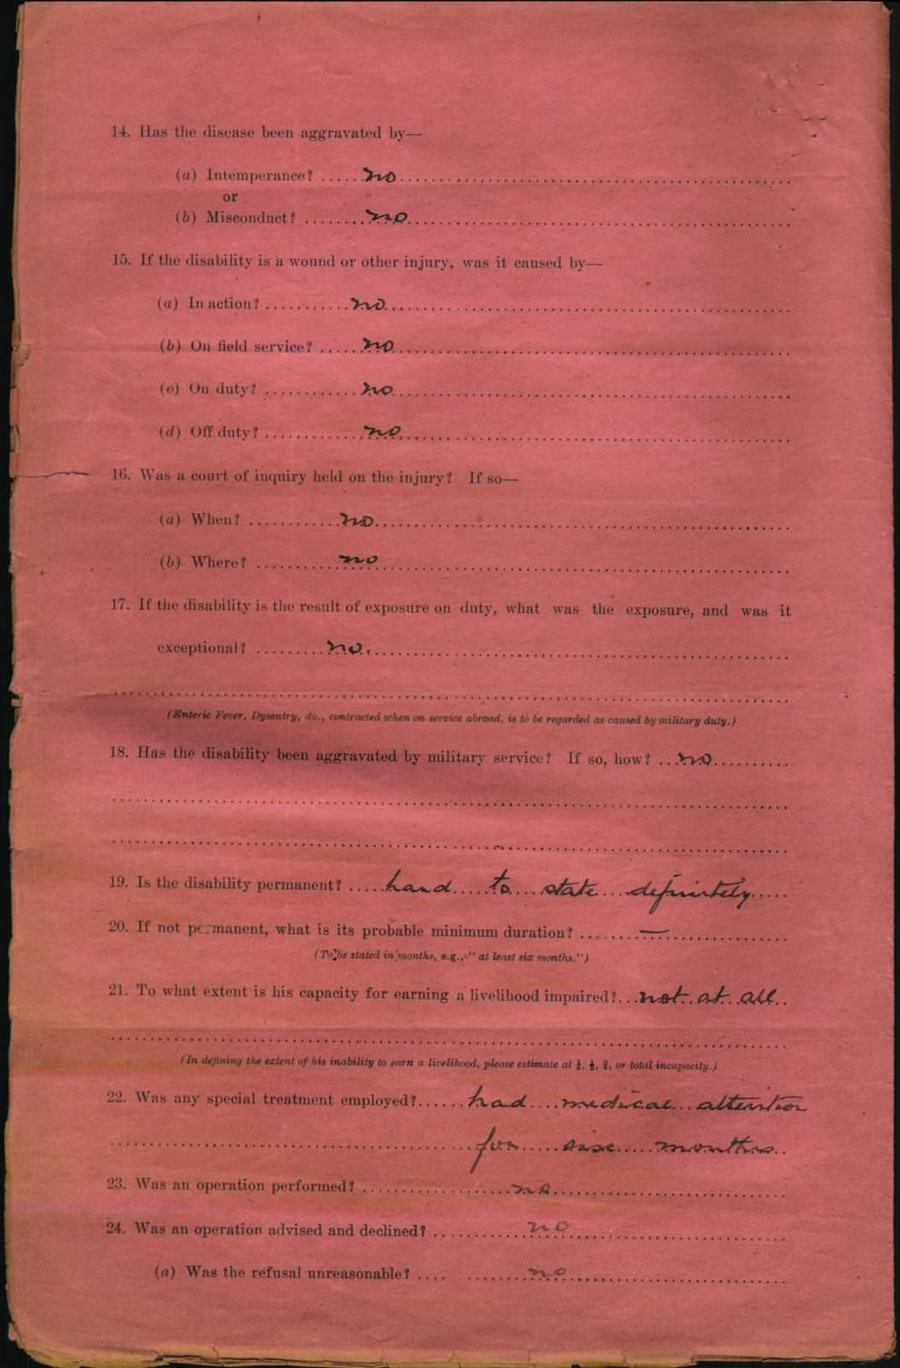 14. Has the disease been aggravated by—
(a) Intemperance? ..... no
or
(b) Misconduct? ........ no
15. If the disability is a wound or other injury, was it caused by—
(a) In action? ........... no
(b) On field service? ..... no
(c) On duty? ............ no
(d) Off duty? ............ no
16. Was a court of inquiry held on the injury? If so—
(a) When? ........... no
(b) Where? ........... no
17. If the disability is the result of exposure on duty, what was the exposure, and was it
exceptional? ......... no.
(Enteric Fever, Dysentry, &c., contracted when on service abroad, is to be regarded as caused by military duty.)
18. Has the disability been aggravated by military service? If so, how? ... no
19. Is the disability permanent? ..... hard to state definitely
20. If not permanent, what is its probable minimum duration? ....... —
(To be stated in months, e.g., "at least six months.")
21. To what extent is his capacity for earning a livelihood impaired? ... not at all
(In defining the extent of his inability to earn a livelihood, please estimate at ¼, ½, ¾, or total incapacity.)
22. Was any special treatment employed? ...... had medical attention
for six months
23. Was an operation performed? ........ no
24. Was an operation advised and declined? ........ no
(a) Was the refusal unreasonable? .... no